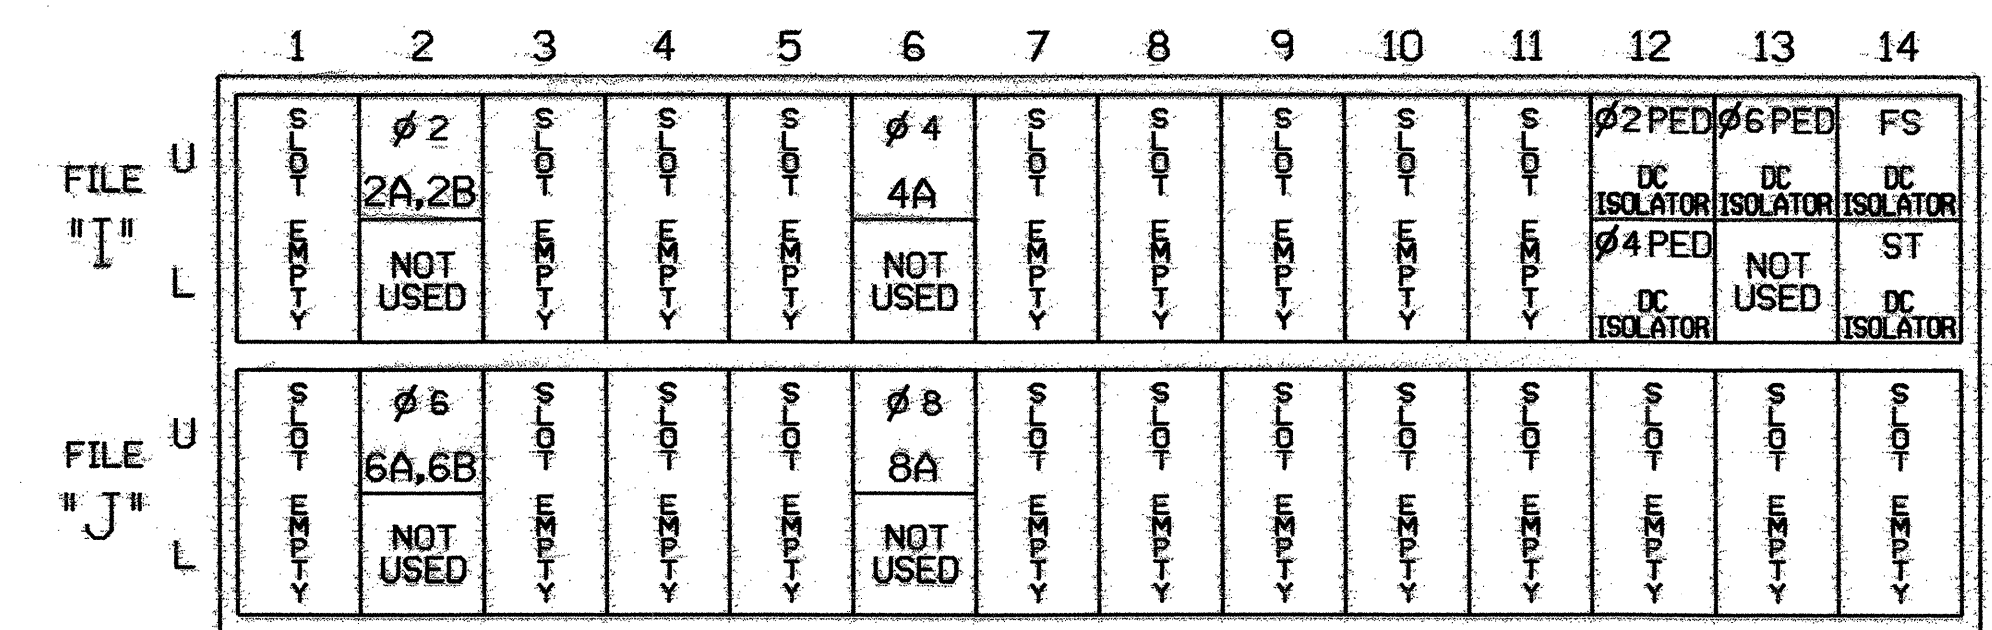 1 2 3 4 5 6 7 8 9 10 11 12 13 14
FILE "I"
U
L
SLOT EMPTY
Ø 2
2A,2B
NOT USED
SLOT EMPTY
SLOT EMPTY
SLOT EMPTY
Ø 4
4A
NOT USED
SLOT EMPTY
SLOT EMPTY
SLOT EMPTY
SLOT EMPTY
SLOT EMPTY
Ø2 PED
DC
ISOLATOR
Ø4 PED
DC
ISOLATOR
Ø6 PED
DC
ISOLATOR
NOT USED
FS
DC
ISOLATOR
ST
DC
ISOLATOR
FILE "J"
U
L
SLOT EMPTY
Ø 6
6A,6B
NOT USED
SLOT EMPTY
SLOT EMPTY
SLOT EMPTY
Ø 8
8A
NOT USED
SLOT EMPTY
SLOT EMPTY
SLOT EMPTY
SLOT EMPTY
SLOT EMPTY
SLOT EMPTY
SLOT EMPTY
SLOT EMPTY